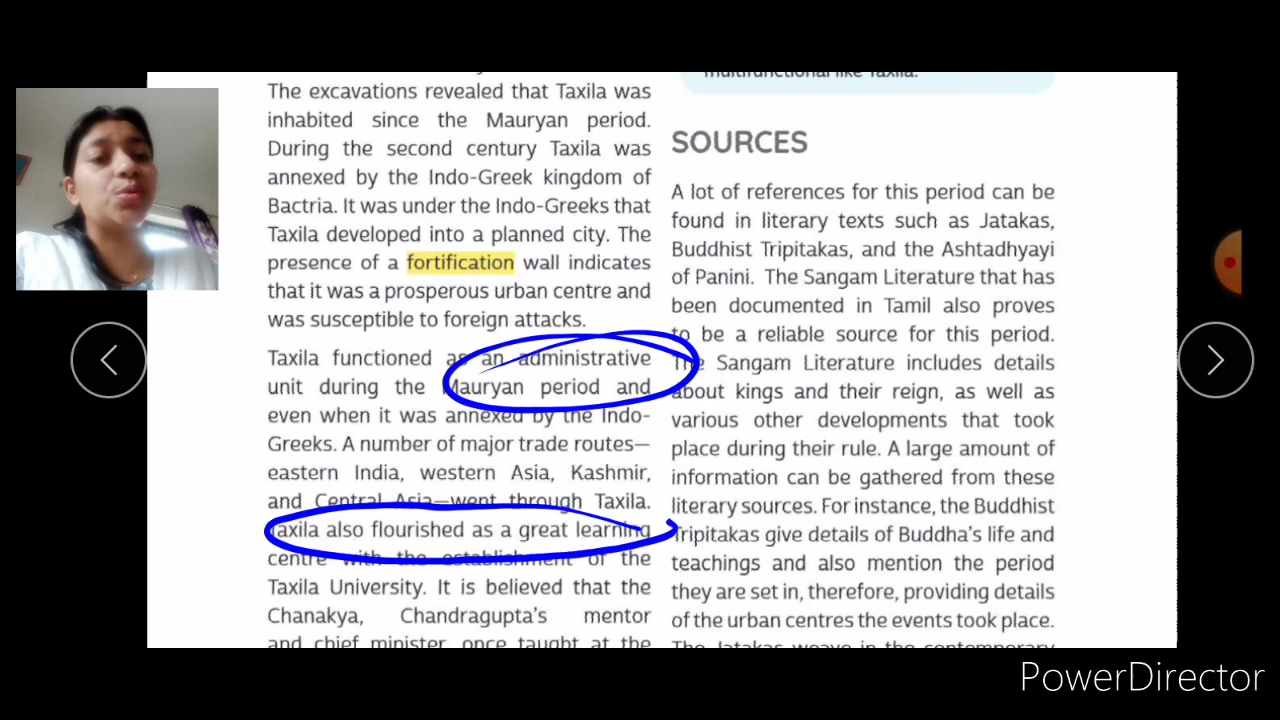 The excavations revealed that Taxila was
inhabited since the Mauryan period.
During the second century Taxila was
annexed by the Indo-Greek kingdom of
Bactria. It was under the Indo-Greeks that
Taxila developed into a planned city. The
presence of a fortification wall indicates
that it was a prosperous urban centre and
was susceptible to foreign attacks.
Taxila functioned as an administrative
unit during the Mauryan period and
even when it was annexed by the Indo-
Greeks. A number of major trade routes—
eastern India, western Asia, Kashmir,
and Central Asia—went through Taxila.
Taxila also flourished as a great learning
centre with the establishment of the
Taxila University. It is believed that the
Chanakya, Chandragupta's mentor
and chief minister, once taught at the
multifunctional like Taxila.
SOURCES
A lot of references for this period can be
found in literary texts such as Jatakas,
Buddhist Tripitakas, and the Ashtadhyayi
of Panini. The Sangam Literature that has
been documented in Tamil also proves
to be a reliable source for this period.
The Sangam Literature includes details
about kings and their reign, as well as
various other developments that took
place during their rule. A large amount of
information can be gathered from these
literary sources. For instance, the Buddhist
Tripitakas give details of Buddha's life and
teachings and also mention the period
they are set in, therefore, providing details
of the urban centres the events took place.
The Jatakas weave in the contemporary
PowerDirector